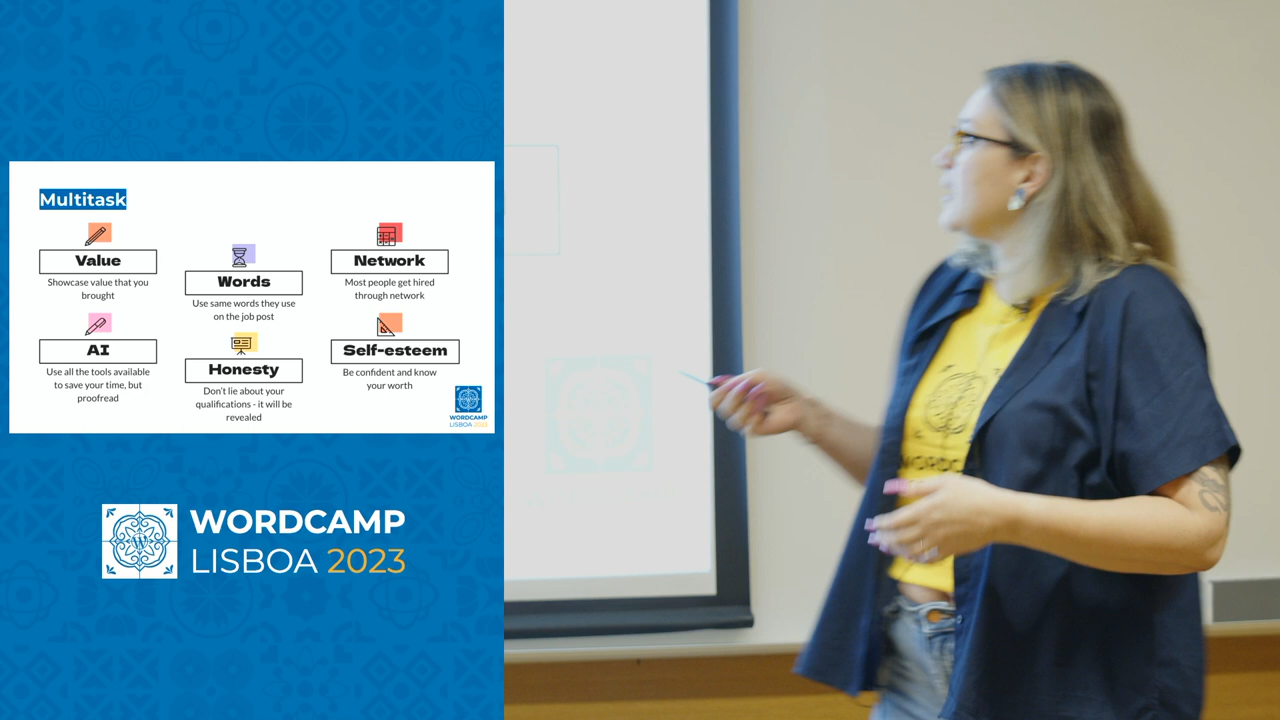 Multitask
Value
Showcase value that you
brought
Words
Use same words they use
on the job post
Network
Most people get hired
through network
AI
Use all the tools available
to save your time, but
proofread
Honesty
Don't lie about your
qualifications - it will be
revealed
Self-esteem
Be confident and know
your worth
WORDCAMP
LISBOA 2023
WORDCAMP
LISBOA 2023